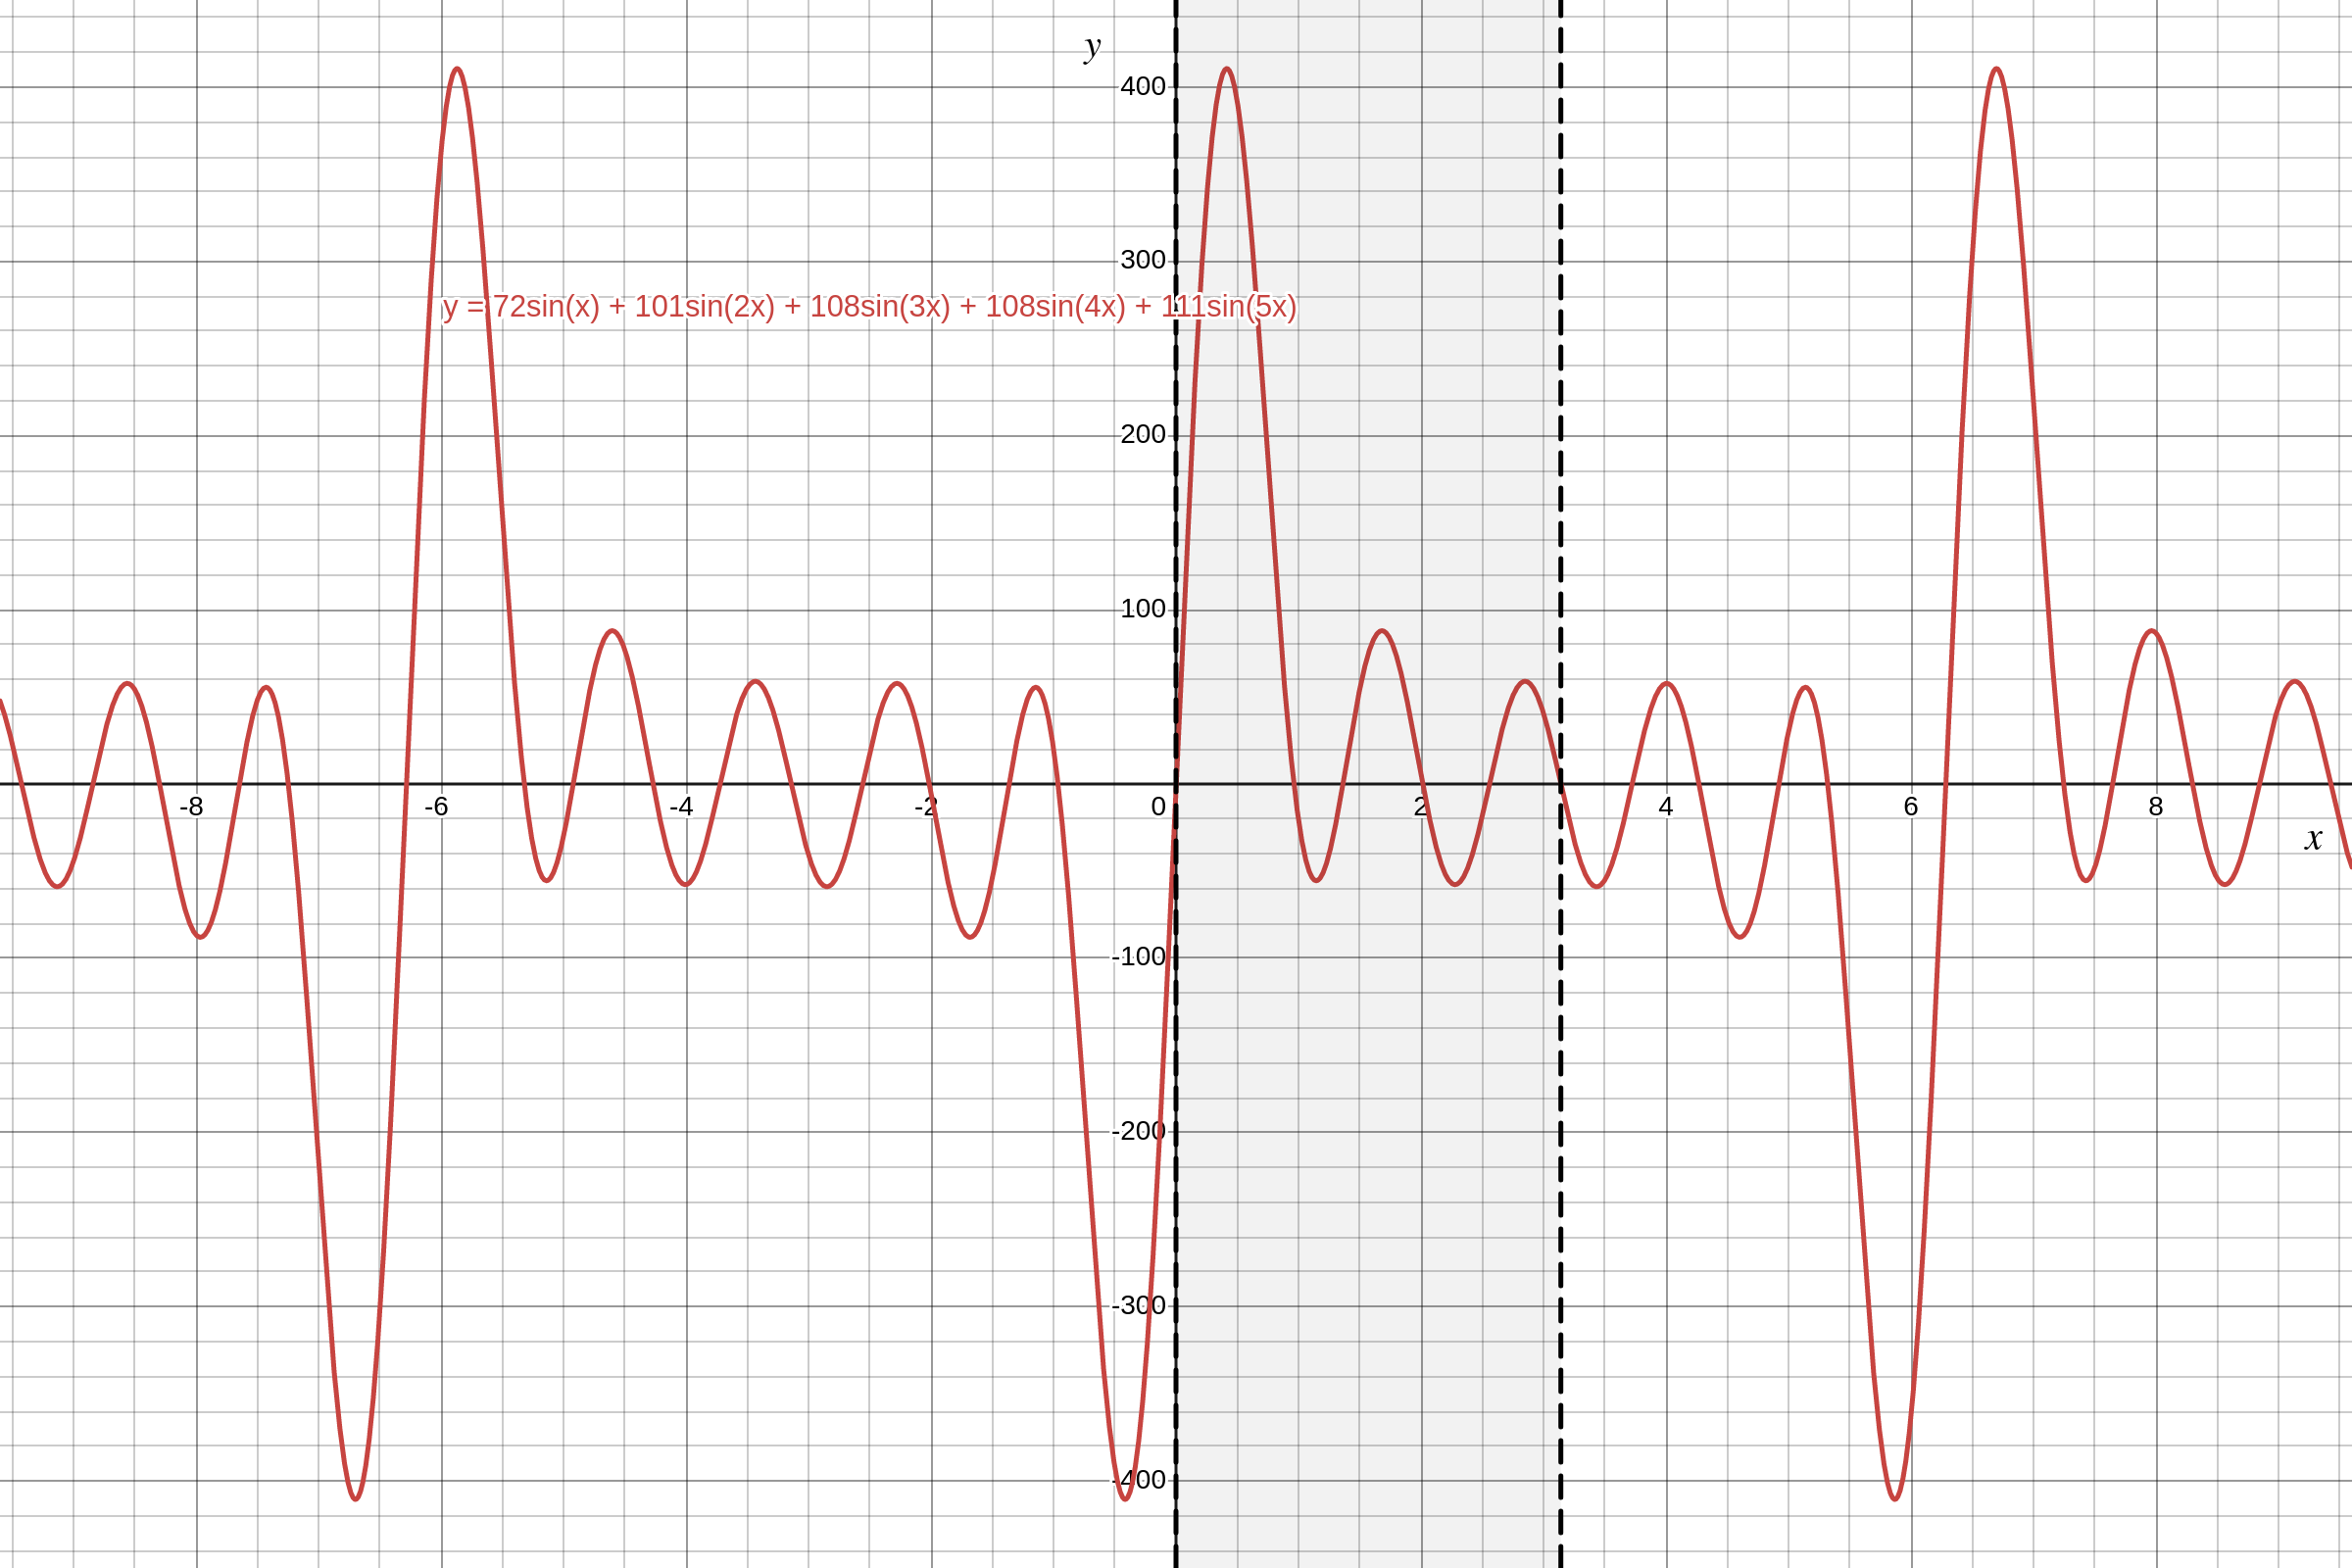 y
400
300
y = 72sin(x) + 101sin(2x) + 108sin(3x) + 108sin(4x) + 111sin(5x)
200
100
-8 -6 -4 -2 0 2 4 6 8
x
-100
-200
-300
-400